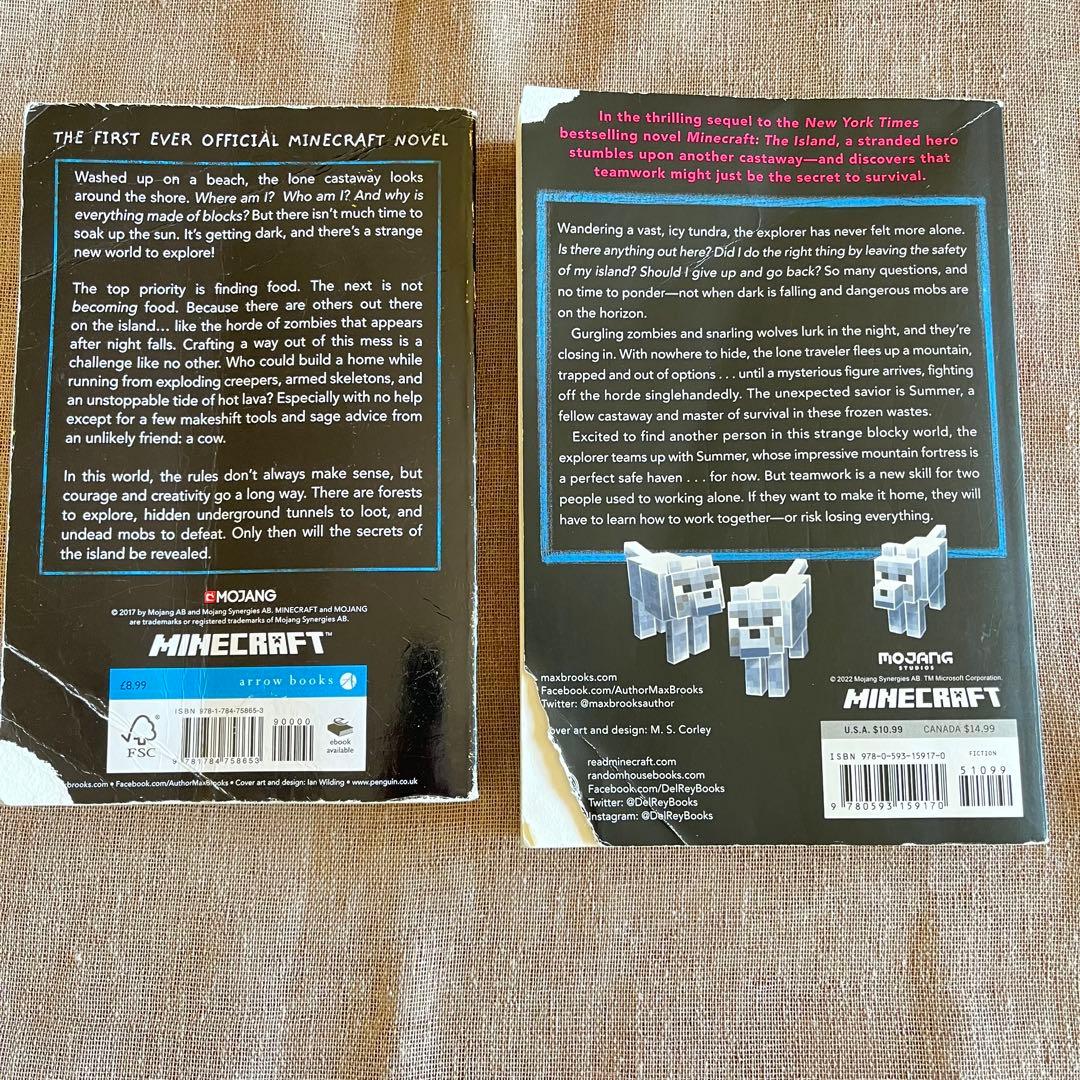 THE FIRST EVER OFFICIAL MINECRAFT NOVEL
Washed up on a beach, the lone castaway looks
around the shore. Where am I? Who am I? And why is
everything made of blocks? But there isn't much time to
soak up the sun. It's getting dark, and there's a strange
new world to explore!
The top priority is finding food. The next is not
becoming food. Because there are others out there
on the island... like the horde of zombies that appears
after night falls. Crafting a way out of this mess is a
challenge like no other. Who could build a home while
running from exploding creepers, armed skeletons, and
an unstoppable tide of hot lava? Especially with no help
except for a few makeshift tools and sage advice from
an unlikely friend: a cow.
In this world, the rules don't always make sense, but
courage and creativity go a long way. There are forests
to explore, hidden underground tunnels to loot, and
undead mobs to defeat. Only then will the secrets of
the island be revealed.
MOJANG
© 2017 by Mojang AB and Mojang Synergies AB. MINECRAFT and MOJANG
are trademarks or registered trademarks of Mojang Synergies AB.
MINECRAFT™
£8.99
arrow books
ISBN 978-1-784-75865-3
90000
FSC
9 781784 758653
ebook
available
brooks.com • Facebook.com/AuthorMaxBrooks • Cover art and design: Ian Wilding • www.penguin.co.uk
In the thrilling sequel to the New York Times
bestselling novel Minecraft: The Island, a stranded hero
stumbles upon another castaway—and discovers that
teamwork might just be the secret to survival.
Wandering a vast, icy tundra, the explorer has never felt more alone.
Is there anything out here? Did I do the right thing by leaving the safety
of my island? Should I give up and go back? So many questions, and
no time to ponder—not when dark is falling and dangerous mobs are
on the horizon.
Gurgling zombies and snarling wolves lurk in the night, and they're
closing in. With nowhere to hide, the lone traveler flees up a mountain,
trapped and out of options . . . until a mysterious figure arrives, fighting
off the horde singlehandedly. The unexpected savior is Summer, a
fellow castaway and master of survival in these frozen wastes.
Excited to find another person in this strange blocky world, the
explorer teams up with Summer, whose impressive mountain fortress is
a perfect safe haven . . . for now. But teamwork is a new skill for two
people used to working alone. If they want to make it home, they will
have to learn how to work together—or risk losing everything.
maxbrooks.com
Facebook.com/AuthorMaxBrooks
Twitter: @maxbrooksauthor
over art and design: M. S. Corley
readminecraft.com
randomhousebooks.com
Facebook.com/DelReyBooks
Twitter: @DelReyBooks
Instagram: @DelReyBooks
MOJANG
STUDIOS
© 2022 Mojang Synergies AB. TM Microsoft Corporation.
MINECRAFT
U.S.A. $10.99 CANADA $14.99
ISBN 978-0-593-15917-0
FICTION
51099
9 780593 159170